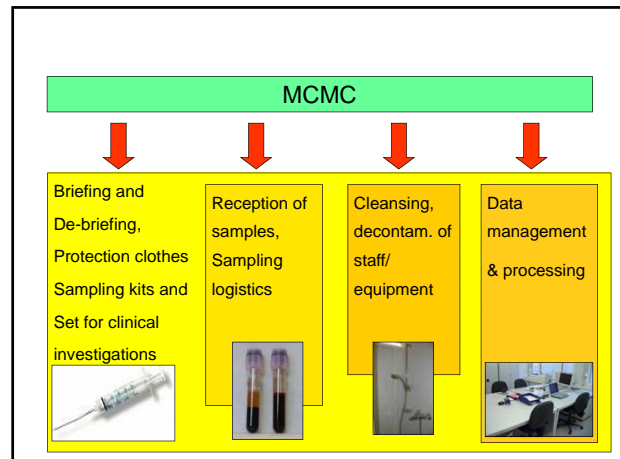 MCMC
Briefing and
De-briefing,
Protection clothes
Sampling kits and
Set for clinical
investigations
Reception of
samples,
Sampling
logistics
Cleansing,
decontam. of
staff/
equipment
Data
management
& processing